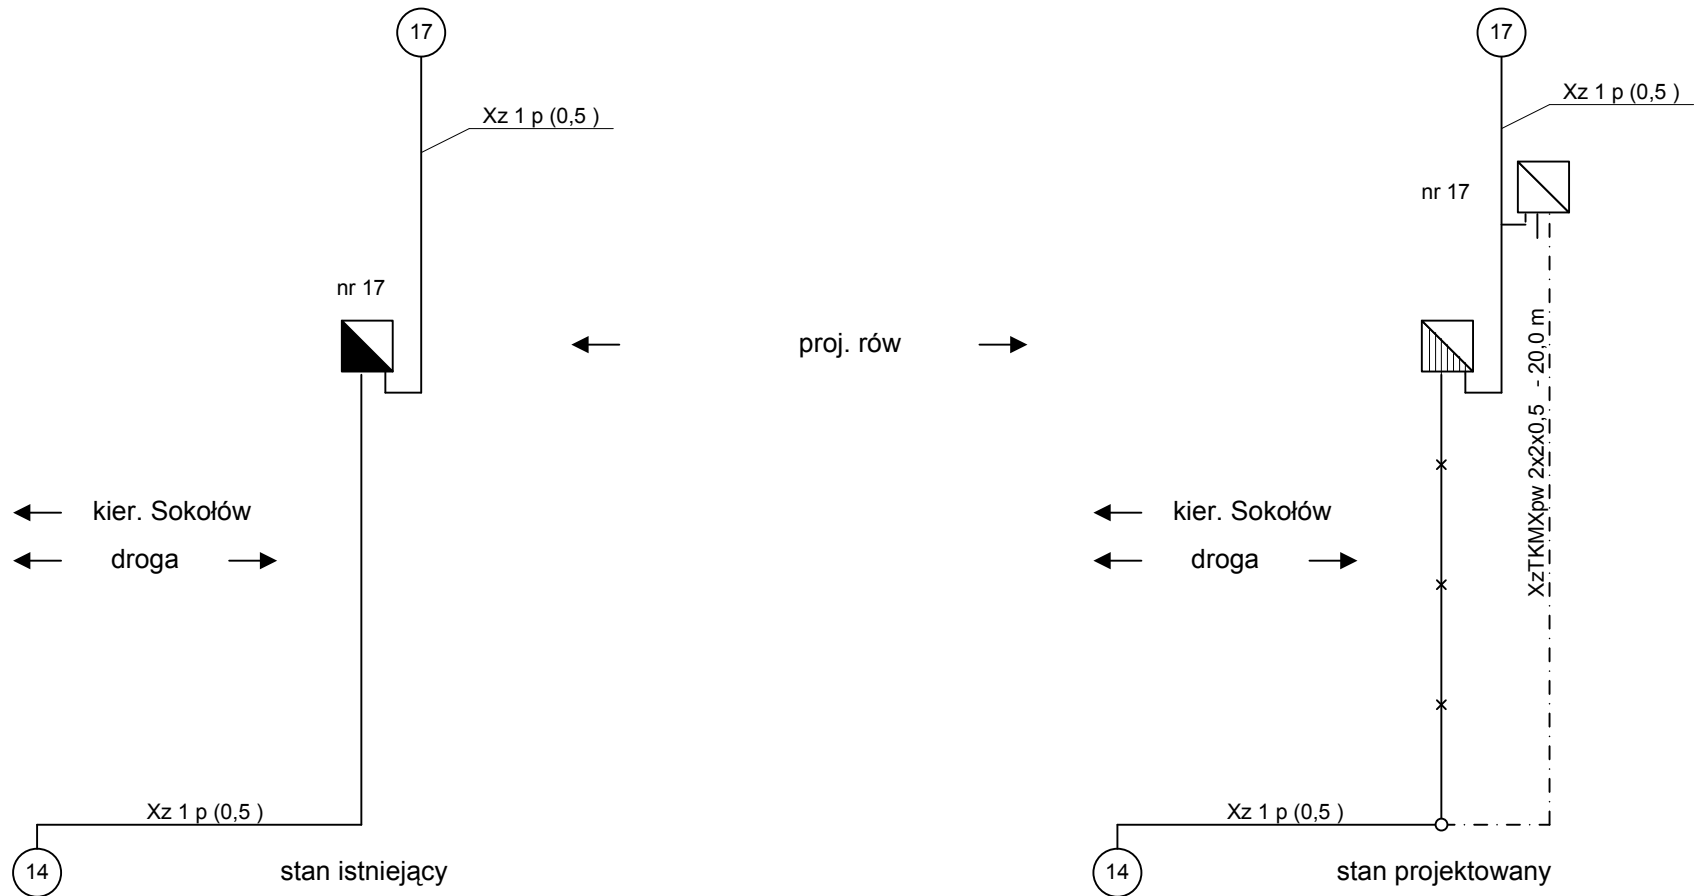 17
Xz 1 p (0,5 )
nr 17
kier. Sokołów
droga
Xz 1 p (0,5 )
14
stan istniejący
proj. rów
17
Xz 1 p (0,5 )
nr 17
XzTKMXpw 2x2x0,5 - 20,0 m
kier. Sokołów
droga
Xz 1 p (0,5 )
14
stan projektowany